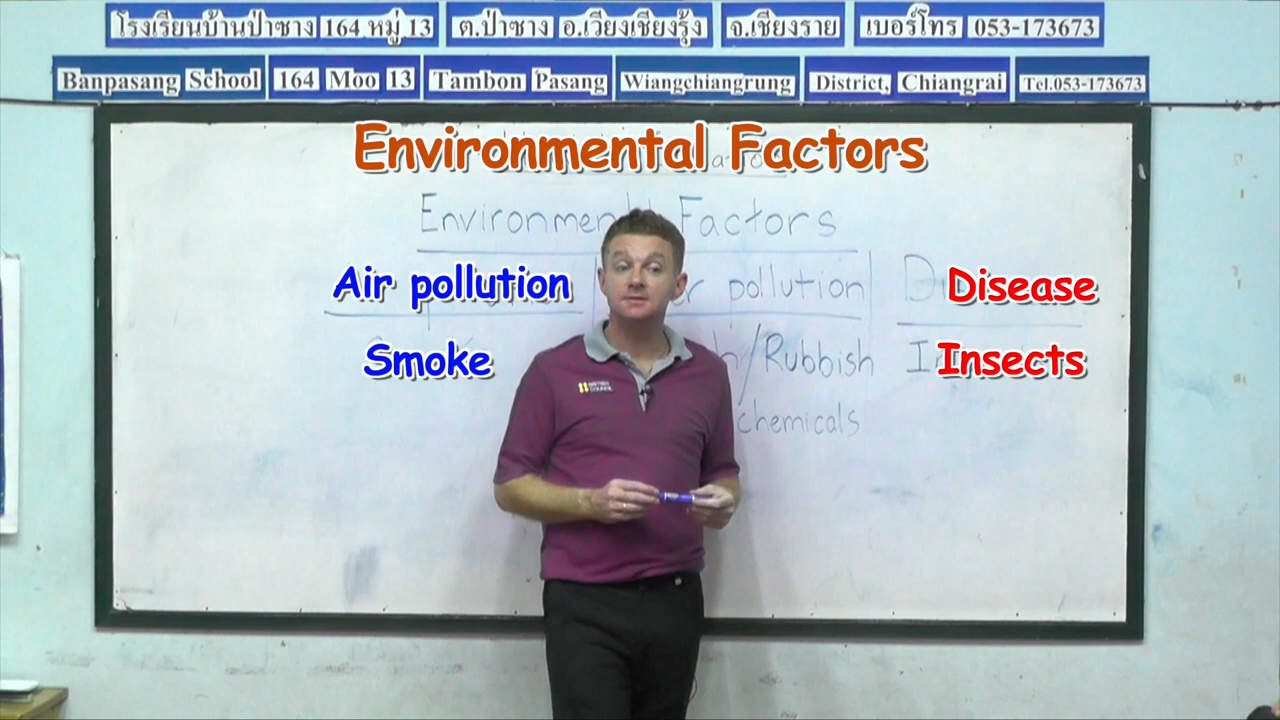 โรงเรียนบ้านป่าซาง 164 หมู่ 13 ต.ป่าซาง อ.เวียงเชียงรุ้ง จ.เชียงราย เบอร์โทร 053-173673
Banpasang School 164 Moo 13 Tambon Pasang Wiangchiangrung District, Chiangrai Tel.053-173673
Environmental Factors
Environmental Factors
Air pollution pollution Disease
Smoke /Rubbish Insects
chemicals
BRITISH
COUNCIL